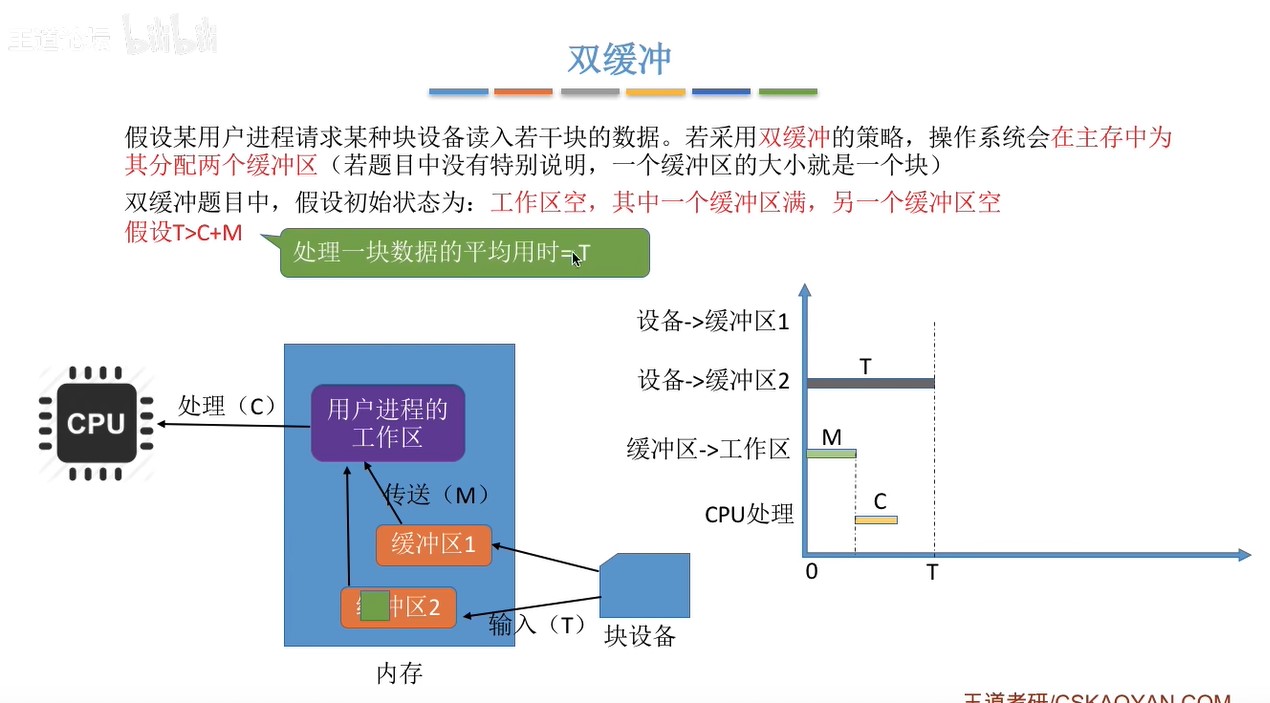 王道论坛 bilibili
双缓冲
假设某用户进程请求某种块设备读入若干块的数据。若采用双缓冲的策略，操作系统会在主存中为
其分配两个缓冲区（若题目中没有特别说明，一个缓冲区的大小就是一个块）
双缓冲题目中，假设初始状态为：工作区空，其中一个缓冲区满，另一个缓冲区空
假设T>C+M
处理一块数据的平均用时= T
CPU
处理（C）
用户进程的
工作区
传送（M）
缓冲区1
冲区2
输入（T）
块设备
内存
设备->缓冲区1
设备->缓冲区2
T
缓冲区->工作区
M
CPU处理
C
0
T
王道考研/CSKAOYAN.COM